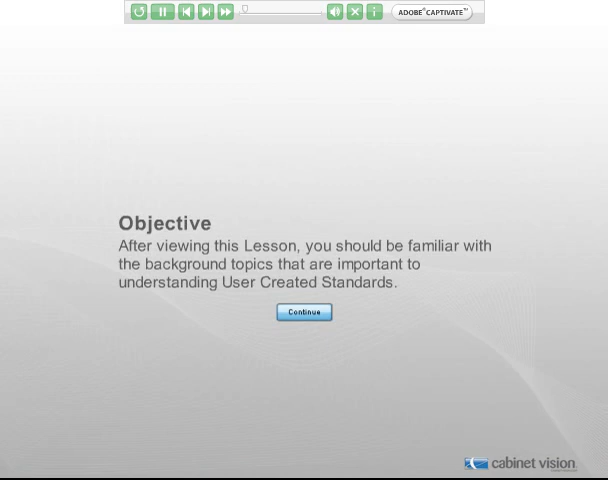 ADOBE®CAPTIVATE™
Objective
After viewing this Lesson, you should be familiar with
the background topics that are important to
understanding User Created Standards.
Continue
cabinet vision